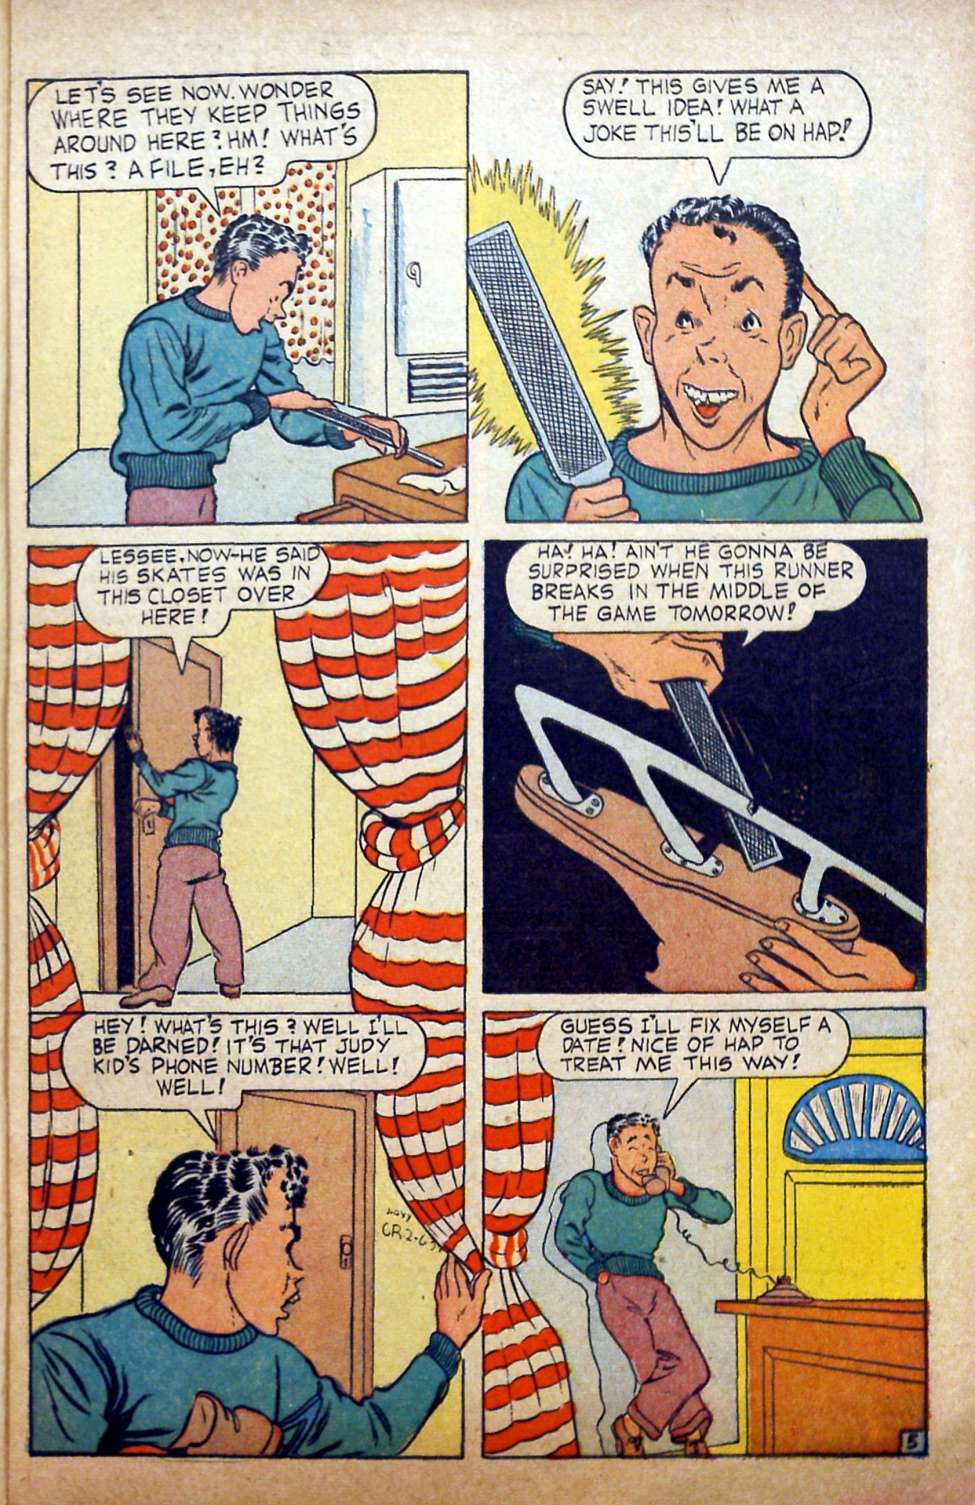 LET'S SEE NOW. WONDER
WHERE THEY KEEP THINGS
AROUND HERE? HM! WHAT'S
THIS? A FILE, EH?
SAY! THIS GIVES ME A
SWELL IDEA! WHAT A
JOKE THIS'LL BE ON HAP!
LESSEE, NOW-HE SAID
HIS SKATES WAS IN
THIS CLOSET OVER
HERE!
HA! HA! AIN'T HE GONNA BE
SURPRISED WHEN THIS RUNNER
BREAKS IN THE MIDDLE OF
THE GAME TOMORROW!
HEY! WHAT'S THIS? WELL I'LL
BE DARNED! IT'S THAT JUDY
KID'S PHONE NUMBER! WELL!
WELL!
GR-2-63
GUESS I'LL FIX MYSELF A
DATE! NICE OF HAP TO
TREAT ME THIS WAY!
5